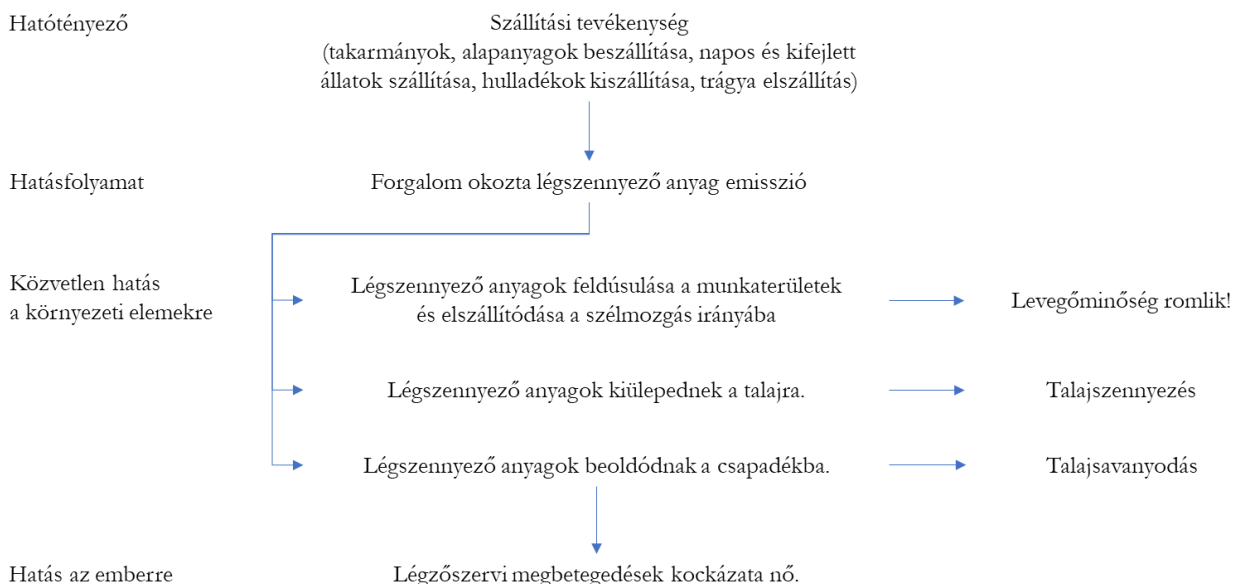 Hatótényező
Szállítási tevékenység
(takarmányok, alapanyagok beszállítása, napos és kifejlett
állatok szállítása, hulladékok kiszállítása, trágya elszállítás)
Hatásfolyamat
Forgalom okozta légszennyező anyag emisszió
Közvetlen hatás
a környezeti elemekre
Légszennyező anyagok feldúsulása a munkaterületek
és elszállítódása a szélmozgás irányába
Levegőminőség romlik!
Légszennyező anyagok kiülepednek a talajra.
Talajszennyezés
Légszennyező anyagok beoldódnak a csapadékba.
Talajsavanyodás
Hatás az emberre
Légzőszervi megbetegedések kockázata nő.